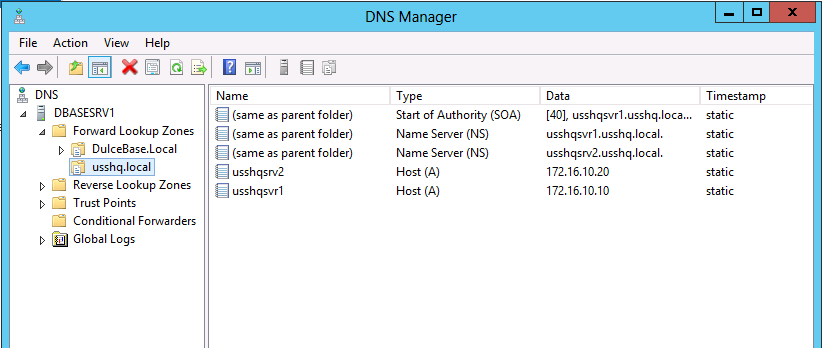 DNS Manager
File Action View Help
DNS
DBASESRV1
Forward Lookup Zones
DulceBase.Local
usshq.local
Reverse Lookup Zones
Trust Points
Conditional Forwarders
Global Logs
Name Type Data Timestamp
(same as parent folder) Start of Authority (SOA) [40], usshqsvr1.usshq.loca... static
(same as parent folder) Name Server (NS) usshqsvr1.usshq.local. static
(same as parent folder) Name Server (NS) usshqsrv2.usshq.local. static
usshqsrv2 Host (A) 172.16.10.20 static
usshqsvr1 Host (A) 172.16.10.10 static